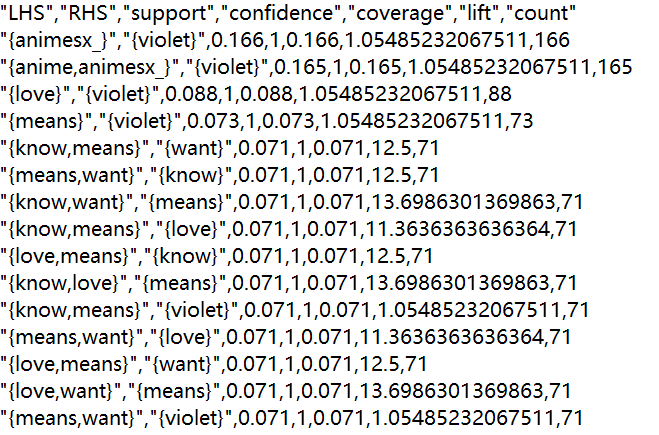 "LHS","RHS","support","confidence","coverage","lift","count"
"{animesx_}","{violet}",0.166,1,0.166,1.05485232067511,166
"{anime,animesx_}","{violet}",0.165,1,0.165,1.05485232067511,165
"{love}","{violet}",0.088,1,0.088,1.05485232067511,88
"{means}","{violet}",0.073,1,0.073,1.05485232067511,73
"{know,means}","{want}",0.071,1,0.071,12.5,71
"{means,want}","{know}",0.071,1,0.071,12.5,71
"{know,want}","{means}",0.071,1,0.071,13.6986301369863,71
"{know,means}","{love}",0.071,1,0.071,11.3636363636364,71
"{love,means}","{know}",0.071,1,0.071,12.5,71
"{know,love}","{means}",0.071,1,0.071,13.6986301369863,71
"{know,means}","{violet}",0.071,1,0.071,1.05485232067511,71
"{means,want}","{love}",0.071,1,0.071,11.3636363636364,71
"{love,means}","{want}",0.071,1,0.071,12.5,71
"{love,want}","{means}",0.071,1,0.071,13.6986301369863,71
"{means,want}","{violet}",0.071,1,0.071,1.05485232067511,71